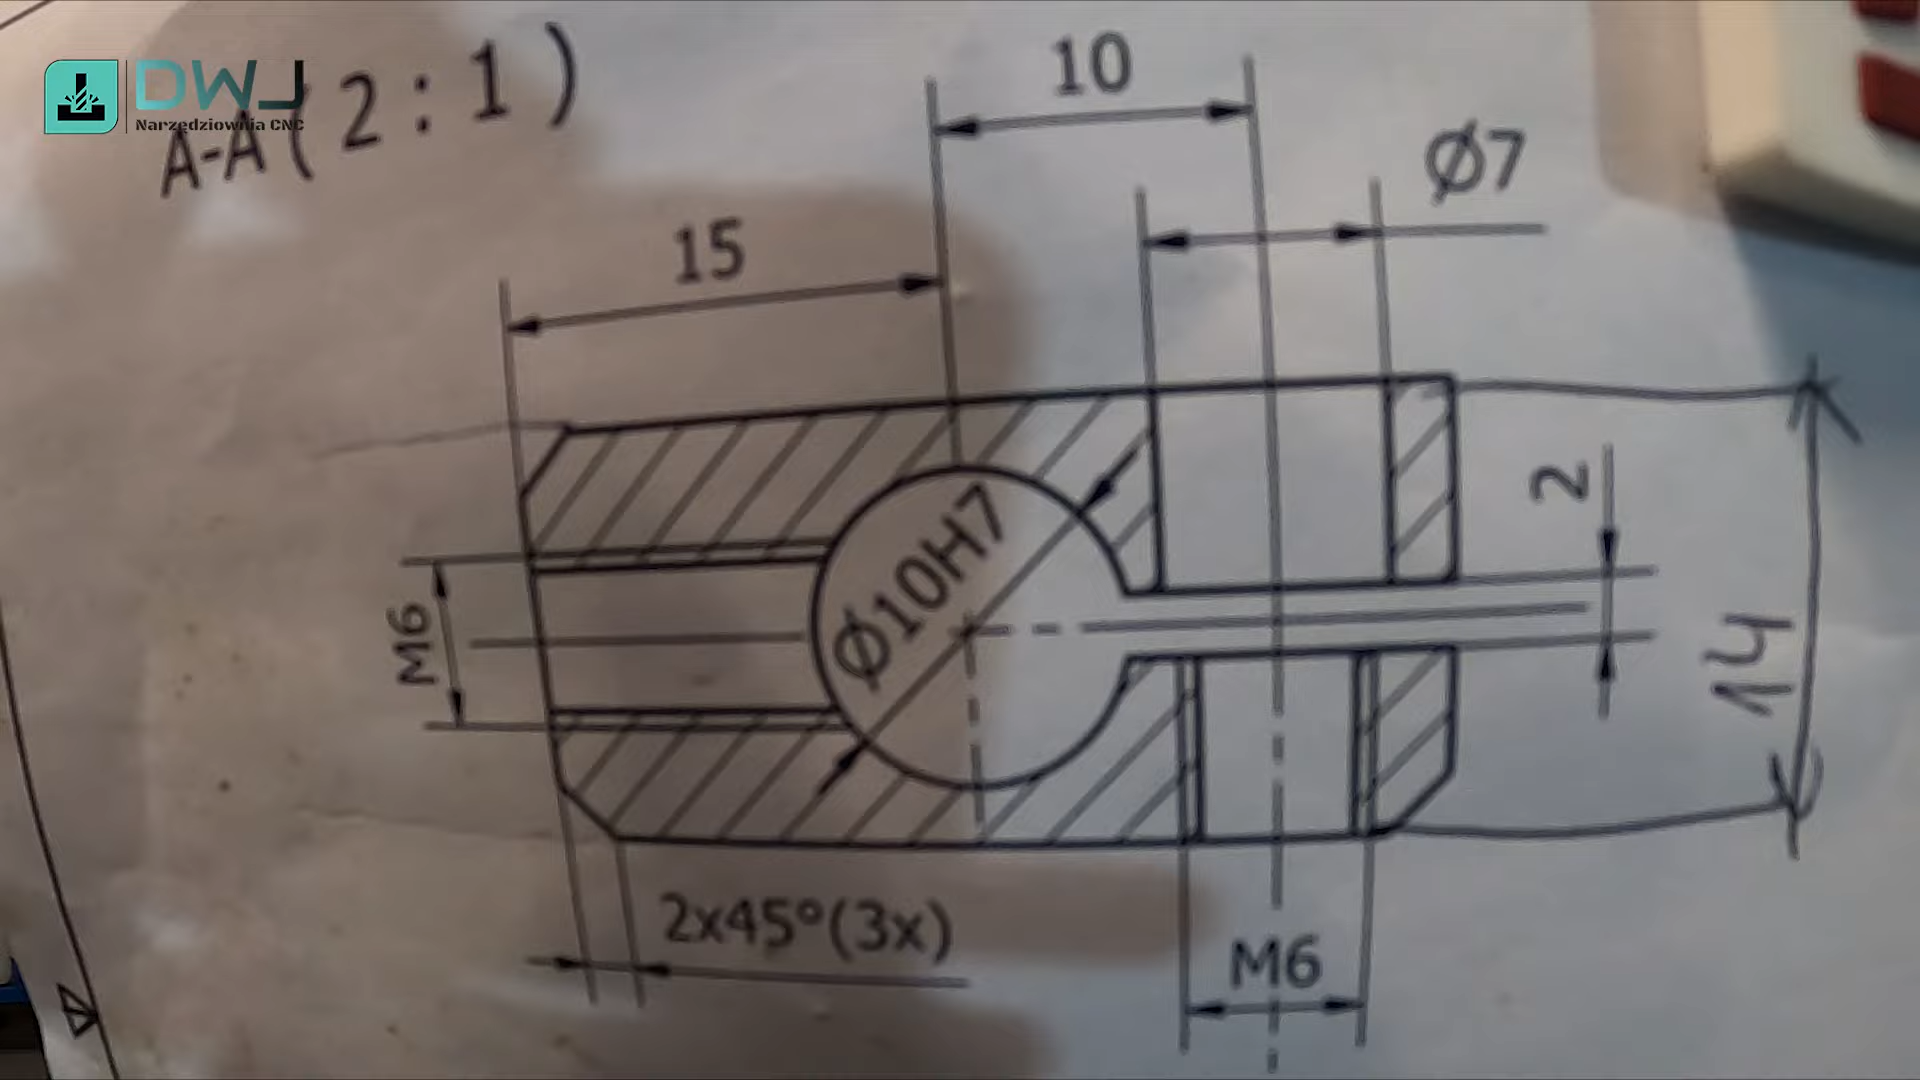 DWJ
Narzędziownia CNC
A-A ( 2 : 1 )
10
Ø7
15
2
Ø10H7
M6
14
2x45°(3x)
M6